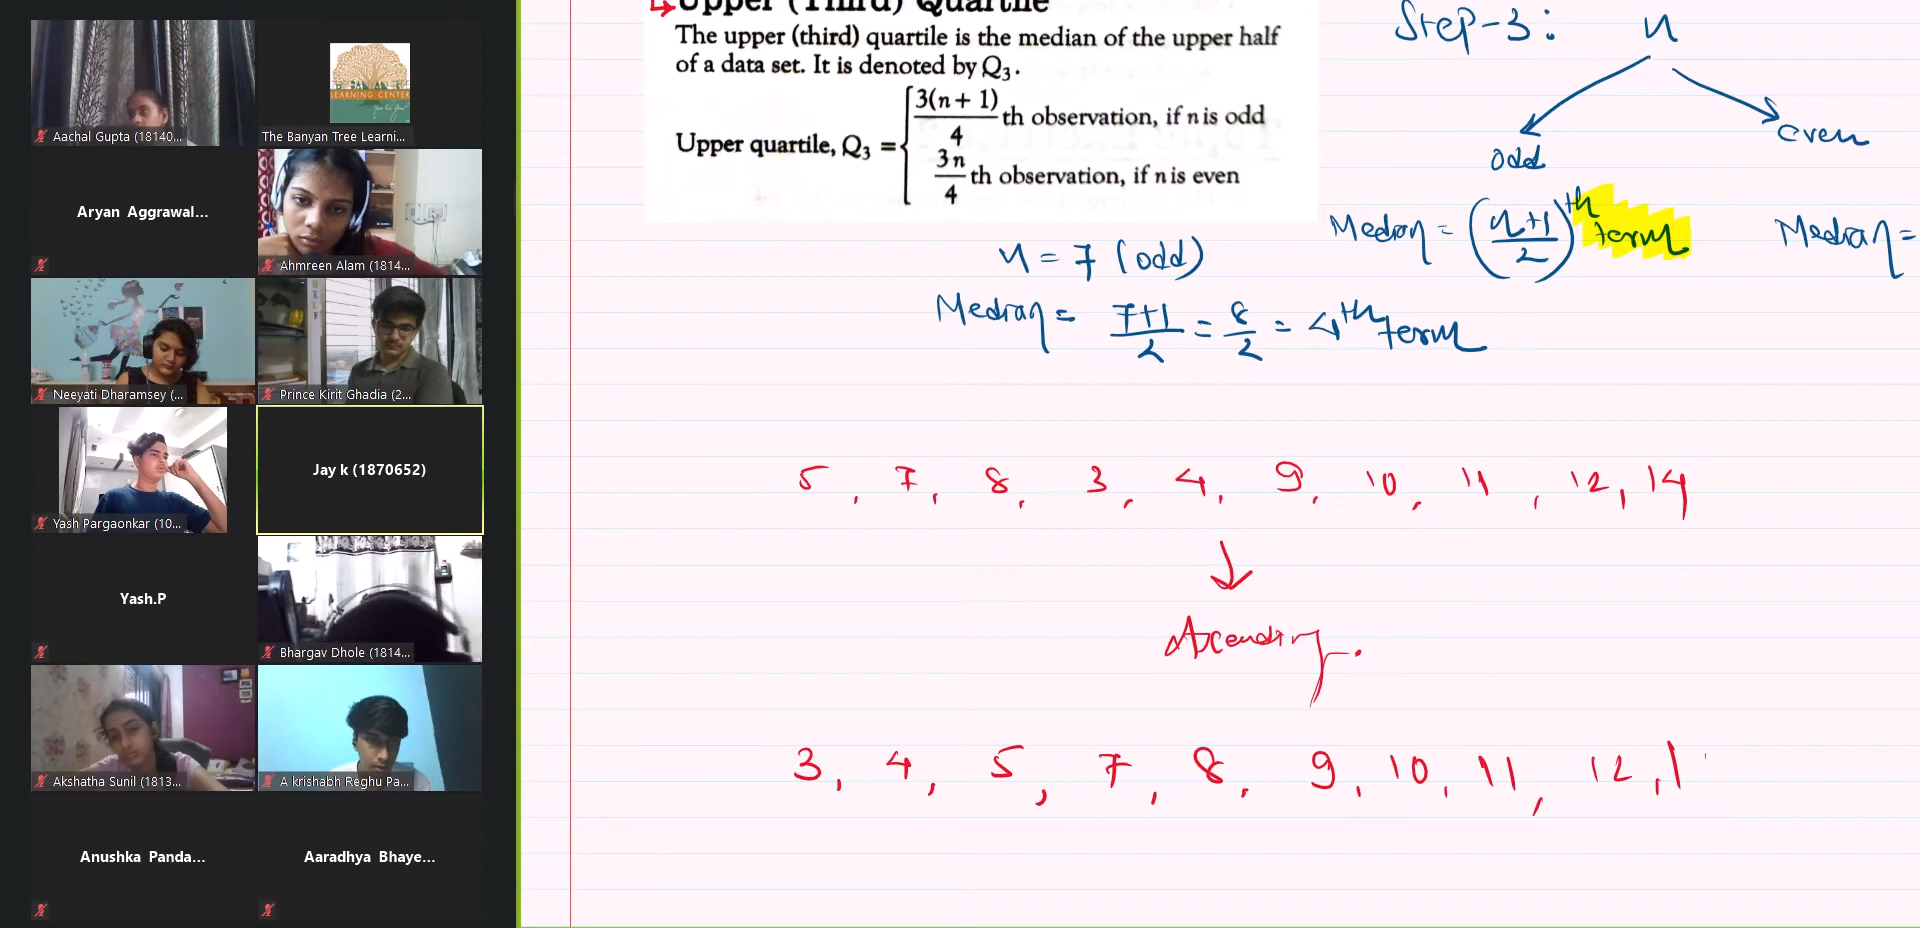 Aachal Gupta (18140...
LEARNING CENTER
The Banyan Tree Learni...
Aryan Aggrawal...
Ahmreen Alam (1814...
HELP
Neeyati Dharamsey (...
Prince Kirit Ghadia (2...
Yash Pargaonkar (10...
Jay k (1870652)
Yash.P
Bhargav Dhole (1814...
Akshatha Sunil (1813...
A krishabh Reghu Pa...
Anushka Panda...
Aaradhya Bhaye...
Upper (Third) Quartile
The upper (third) quartile is the median of the upper half
of a data set. It is denoted by Q₃.
Upper quartile, Q₃ = { 3(n + 1)/4 th observation, if n is odd
3n/4 th observation, if n is even
Step-3: n
odd even
Median = (n+1/2)th term Median =
n = 7 (odd)
Median = 7+1/2 = 8/2 = 4th term
5, 7, 8, 3, 4, 9, 10, 11, 12, 14
Ascending.
3, 4, 5, 7, 8, 9, 10, 11, 12, 1